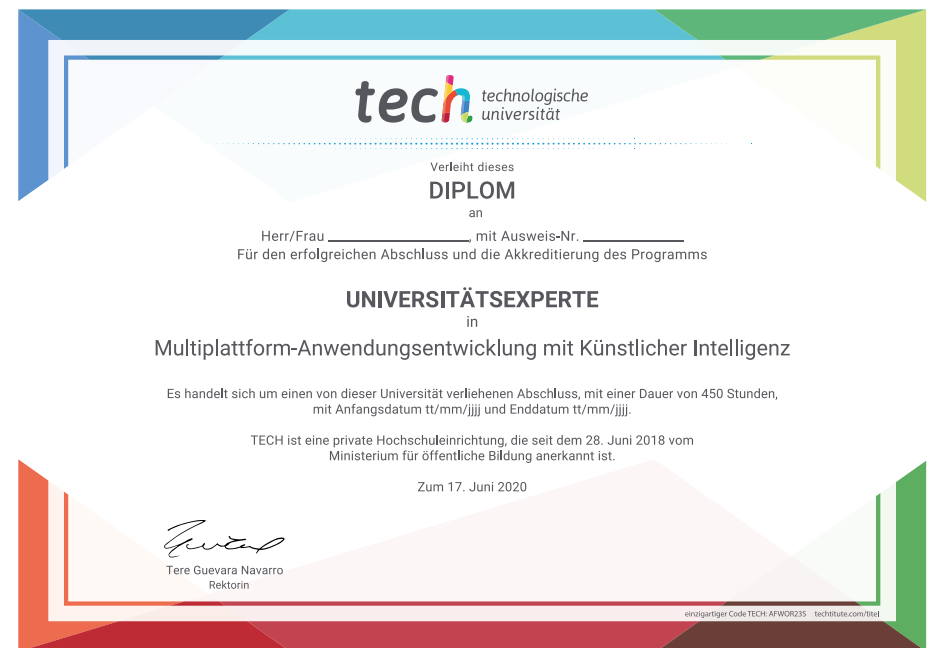 tech technologische
universität
Verleiht dieses
DIPLOM
an
Herr/Frau ____________________, mit Ausweis-Nr. ______________
Für den erfolgreichen Abschluss und die Akkreditierung des Programms
UNIVERSITÄTSEXPERTE
in
Multiplattform-Anwendungsentwicklung mit Künstlicher Intelligenz
Es handelt sich um einen von dieser Universität verliehenen Abschluss, mit einer Dauer von 450 Stunden,
mit Anfangsdatum tt/mm/jjjj und Enddatum tt/mm/jjjj.
TECH ist eine private Hochschuleinrichtung, die seit dem 28. Juni 2018 vom
Ministerium für öffentliche Bildung anerkannt ist.
Zum 17. Juni 2020
Tere Guevara Navarro
Rektorin
einzigartiger Code TECH: AFWOR235 techtitute.com/titel